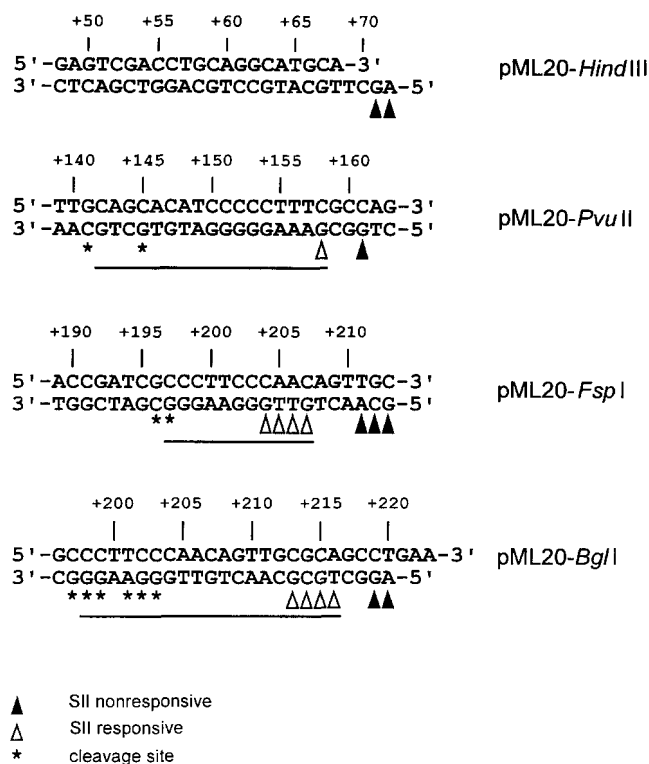 +50 +55 +60 +65 +70
5'-GAGTCGACCTGCAGGCATGCA-3'
3'-CTCAGCTGGACGTCCGTACGTTCGA-5'
pML20-HindIII
+140 +145 +150 +155 +160
5'-TTGCAGCACATCCCCCTTTCGCCAG-3'
3'-AACGTCGTGTAGGGGGAAAGCGGTC-5'
* *
pML20-PvuII
+190 +195 +200 +205 +210
5'-ACCGATCGCCCTTCCCAACAGTTGC-3'
3'-TGGCTAGCGGGAAGGGTTGTCAACG-5'
**
pML20-FspI
+200 +205 +210 +215 +220
5'-GCCCTTCCCAACAGTTGCGCAGCCTGAA-3'
3'-CGGGAAGGGTTGTCAACGCGTCGGA-5'
*** ***
pML20-BglI
▲ SII nonresponsive
△ SII responsive
* cleavage site